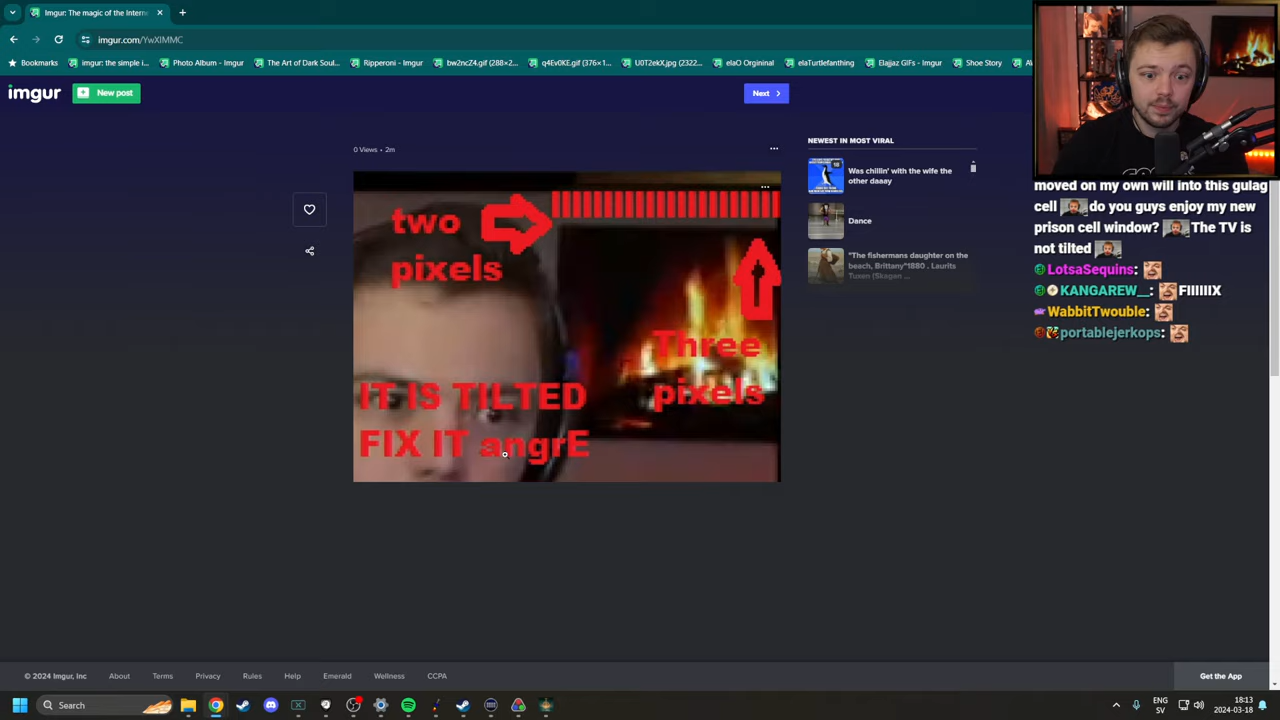 Imgur: The magic of the Intern
imgur.com/YwXIMMC
Bookmarks
imgur: the simple i...
Photo Album - Imgur
The Art of Dark Soul...
Ripperoni - Imgur
bw2ncZ4.gif (288×2...
q4Ev0KE.gif (376×1...
U0T2ekX.jpg (2322...
elaO Orginal
elaTurtlefanthing
Elajjaz GFs - Imgur
Shoe Story
imgur
New post
Next
0 Views • 2m
two
pixels
Three
pixels
IT IS TILTED
FIX IT angrE
NEWEST IN MOST VIRAL
Was chillin' with the wife the
other daaay
Dance
"The fishermans daughter on the
beach, Brittany"1880 . Laurits
Tuxen (Skagen ...
moved on my own will into this gulag
cell do you guys enjoy my new
prison cell window? The TV is
not tilted
LotsaSequins:
KANGAREW__: FIIIIIIX
WabbitTwouble:
portablejerkops:
© 2024 Imgur, Inc
About
Terms
Privacy
Rules
Help
Emerald
Wellness
CCPA
Get the App
Search
ENG
SV
18:13
2024-03-18